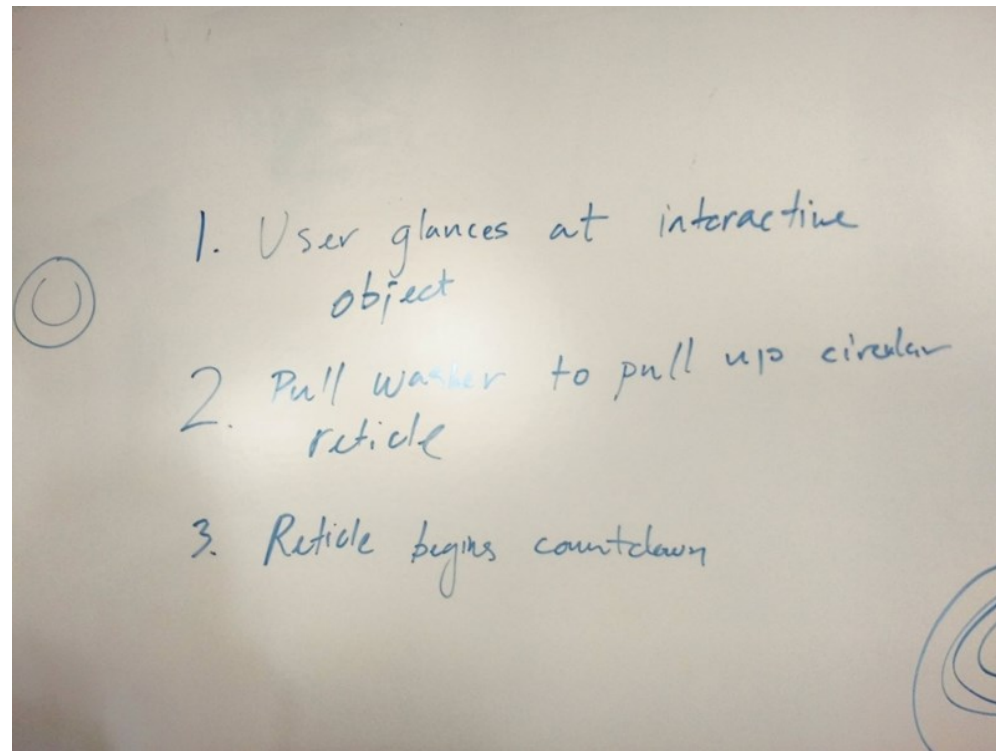 1. User glances at interactive
object
2. Pull washer to pull up circular
reticle
3. Reticle begins countdown